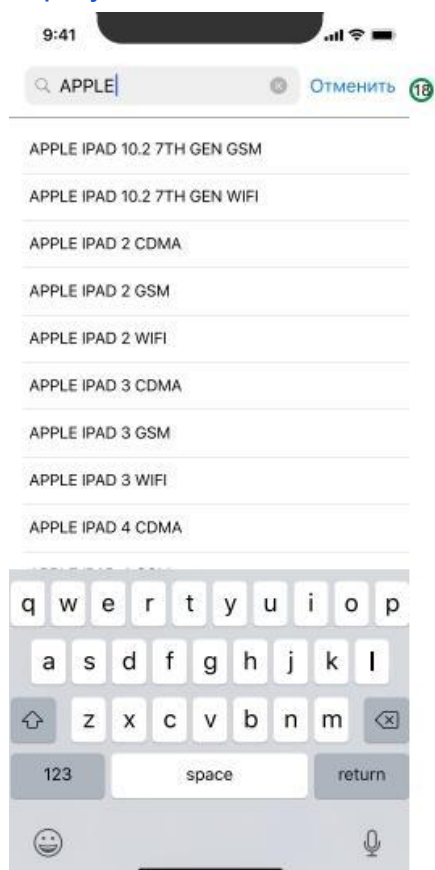 9:41
APPLE Отменить 18
APPLE IPAD 10.2 7TH GEN GSM
APPLE IPAD 10.2 7TH GEN WIFI
APPLE IPAD 2 CDMA
APPLE IPAD 2 GSM
APPLE IPAD 2 WIFI
APPLE IPAD 3 CDMA
APPLE IPAD 3 GSM
APPLE IPAD 3 WIFI
APPLE IPAD 4 CDMA
q w e r t y u i o p
a s d f g h j k l
z x c v b n m
123 space return